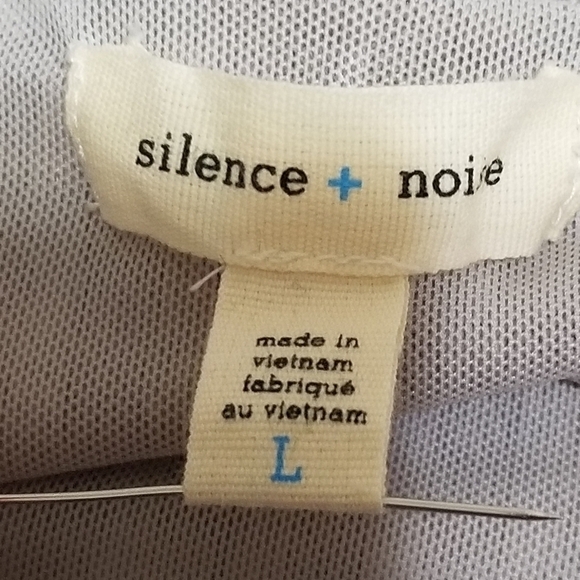 silence + noise
made in
vietnam
fabriqué
au vietnam
L